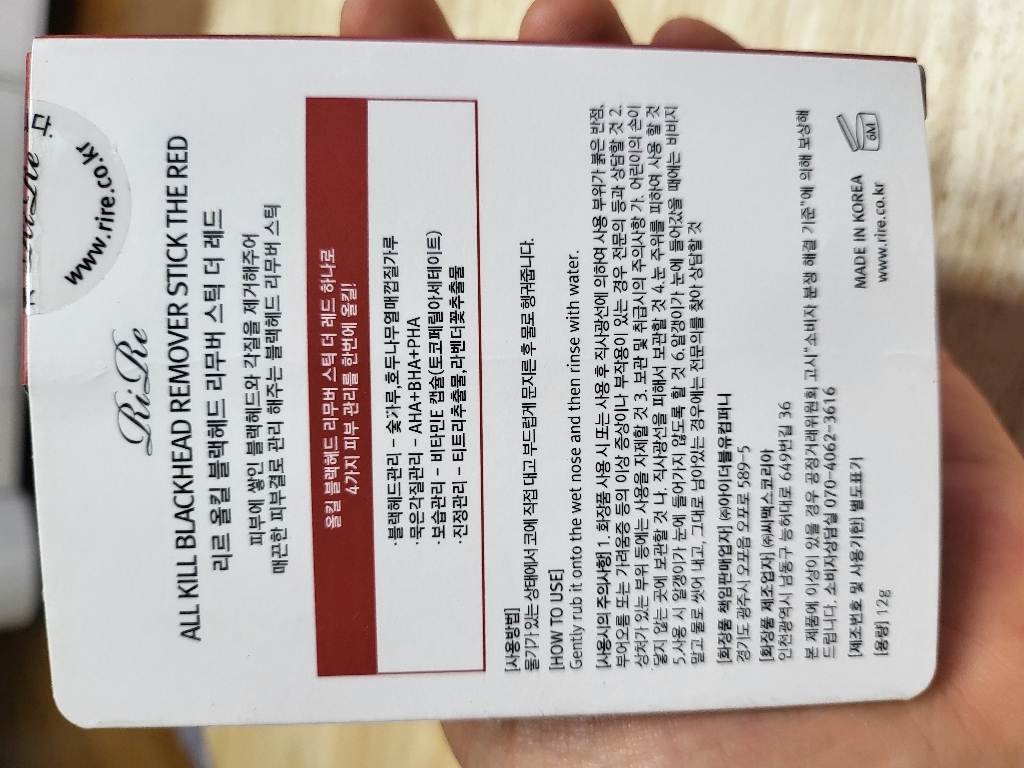 다.
RiRe
www.rire.co.kr
RiRe
ALL KILL BLACKHEAD REMOVER STICK THE RED
리르 올킬 블랙헤드 리무버 스틱 더 레드
피부에 쌓인 블랙헤드와 각질을 제거해주어
매끈한 피부결로 관리 해주는 블랙헤드 리무버 스틱
올킬 블랙헤드 리무버 스틱 더 레드 하나로
4가지 피부 관리를 한번에 올킬!
·블랙헤드관리 – 숯가루,호두나무열매껍질가루
·묵은각질관리 – AHA+BHA+PHA
·보습관리 – 비타민E 캡슐(토코페릴아세테이트)
·진정관리 – 티트리추출물,라벤더꽃추출물
[사용방법]
물기가 있는 상태에서 코에 직접 대고 부드럽게 문지른 후 물로 헹궈줍니다.
[HOW TO USE]
Gently rub it onto the wet nose and then rinse with water.
[사용시의 주의사항] 1. 화장품 사용 시 또는 사용 후 직사광선에 의하여 사용 부위가 붉은 반점,
부어오름 또는 가려움증 등의 이상 증상이나 부작용이 있는 경우 전문의 등과 상담할 것 2.
상처가 있는 부위 등에는 사용을 자제할 것 3. 보관 및 취급시의 주의사항 가. 어린이의 손이
닿지 않는 곳에 보관할 것 나. 직사광선을 피해서 보관할 것 4.눈 주위를 피하여 사용 할 것
5.사용 시 알갱이가 눈에 들어가지 않도록 할 것 6.알갱이가 눈에 들어갔을 때에는 비비지
말고 물로 씻어 내고, 그대로 남아있는 경우에는 전문의를 찾아 상담할 것
[화장품 책임판매업자] ㈜아이더블유컴퍼니
경기도 광주시 오포읍 오포로 589-5
[화장품 제조업자] ㈜씨맥스코리아
인천광역시 남동구 능허대로 649번길 36
본 제품에 이상이 있을 경우 공정거래위원회 고시"소비자 분쟁 해결 기준"에 의해 보상해
드립니다. 소비자상담실 070-4062-3616
[제조번호 및 사용기한] 별도표기
[용량] 12g
MADE IN KOREA
www.rire.co.kr
6M